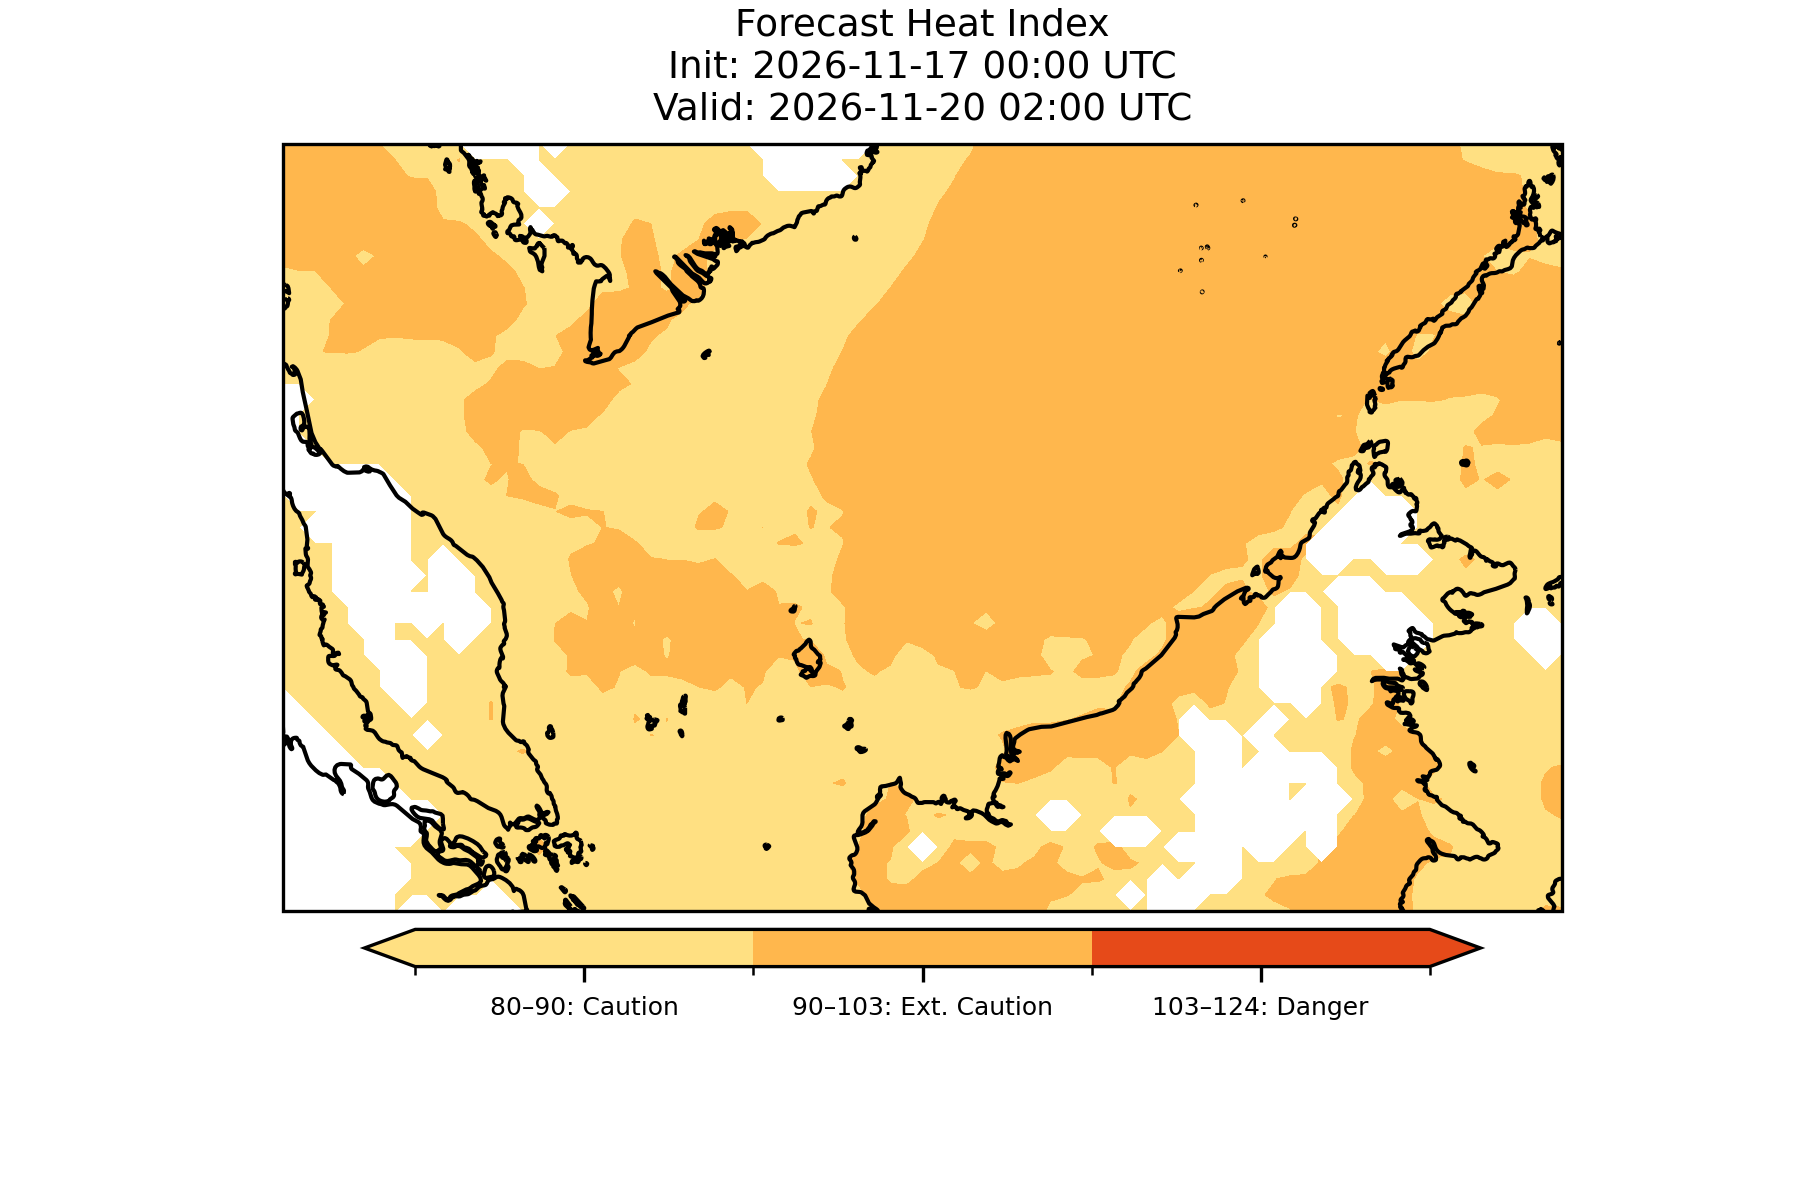 Forecast Heat Index
Init: 2026-11-17 00:00 UTC
Valid: 2026-11-20 02:00 UTC
80–90: Caution
90–103: Ext. Caution
103–124: Danger